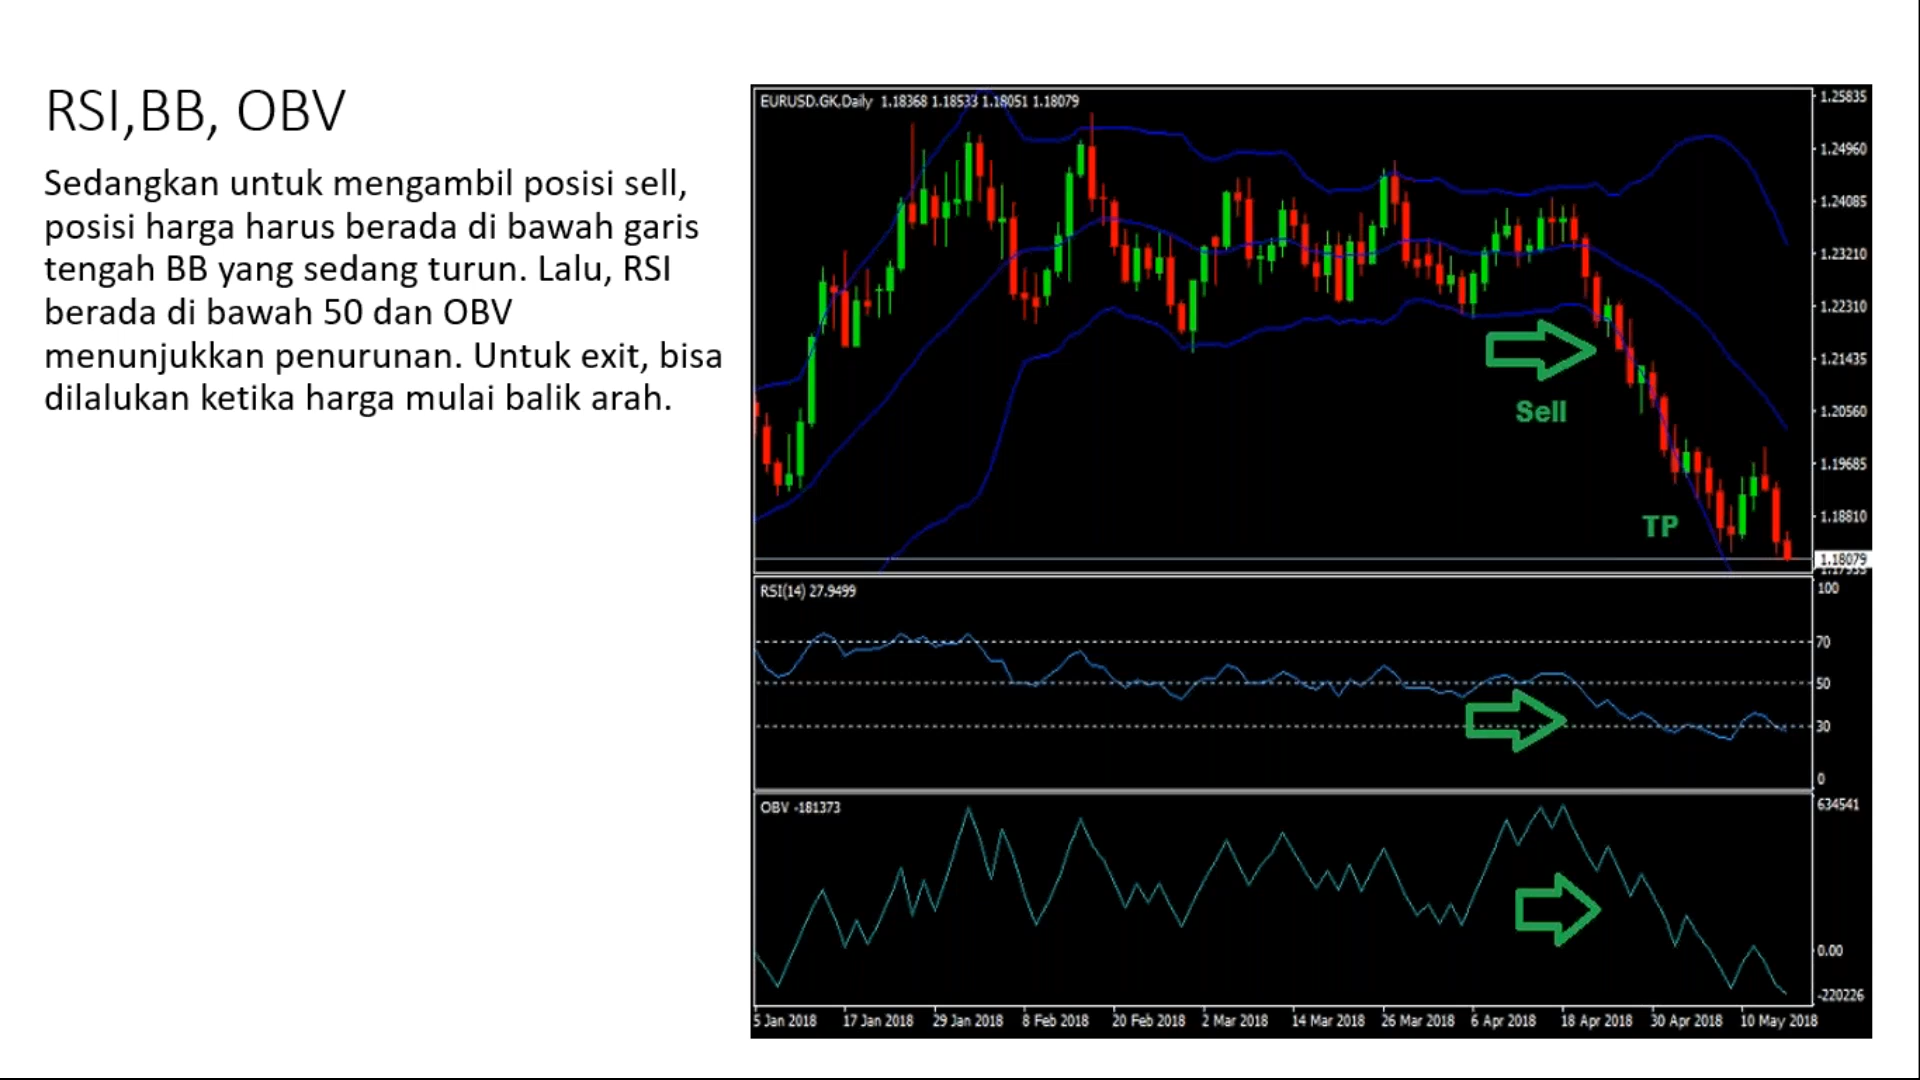 RSI,BB, OBV
Sedangkan untuk mengambil posisi sell,
posisi harga harus berada di bawah garis
tengah BB yang sedang turun. Lalu, RSI
berada di bawah 50 dan OBV
menunjukkan penurunan. Untuk exit, bisa
dilalukan ketika harga mulai balik arah.
EURUSD.GK,Daily 1.18368 1.18533 1.18051 1.18079
1.25835
1.24960
1.24085
1.23210
1.22310
1.21435
Sell
1.20560
1.19685
1.18810
TP
1.18079
RSI(14) 27.9499
100
70
50
30
0
OBV -181373
634541
0.00
-220226
5 Jan 2018 17 Jan 2018 29 Jan 2018 8 Feb 2018 20 Feb 2018 2 Mar 2018 14 Mar 2018 26 Mar 2018 6 Apr 2018 18 Apr 2018 30 Apr 2018 10 May 2018